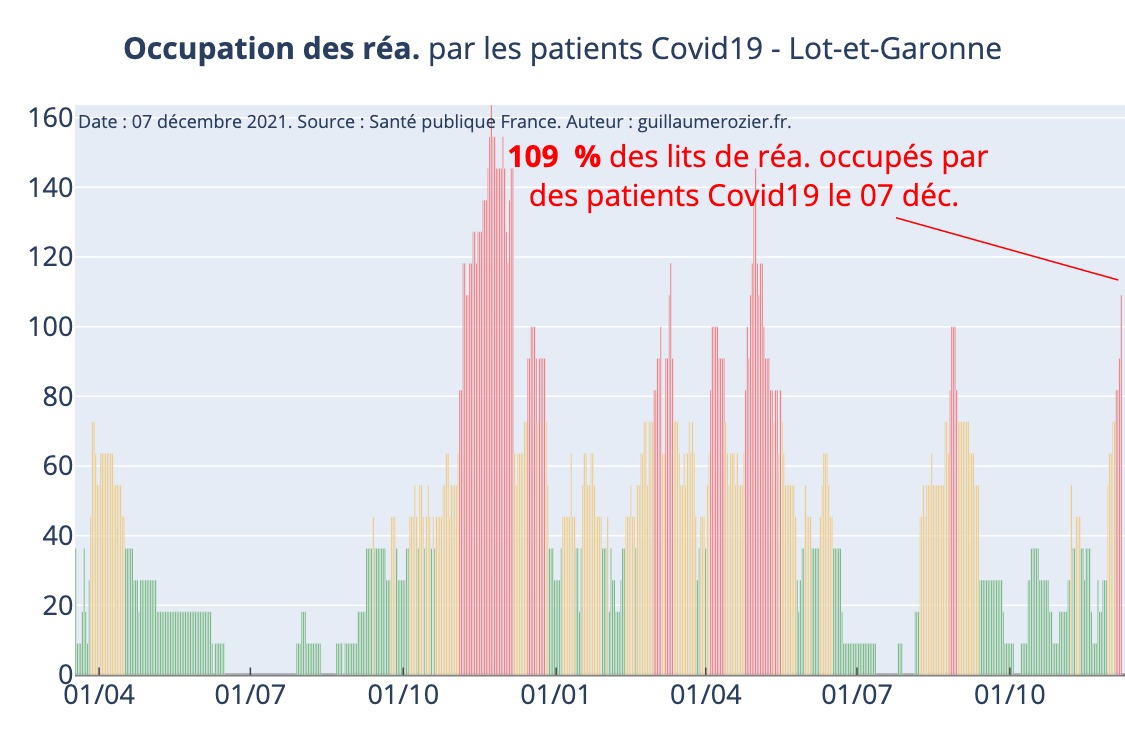 Occupation des réa. par les patients Covid19 - Lot-et-Garonne
160
Date : 07 décembre 2021. Source : Santé publique France. Auteur : guillaumerozier.fr.
109 % des lits de réa. occupés par
des patients Covid19 le 07 déc.
140
120
100
80
60
40
20
0
01/04 01/07 01/10 01/01 01/04 01/07 01/10